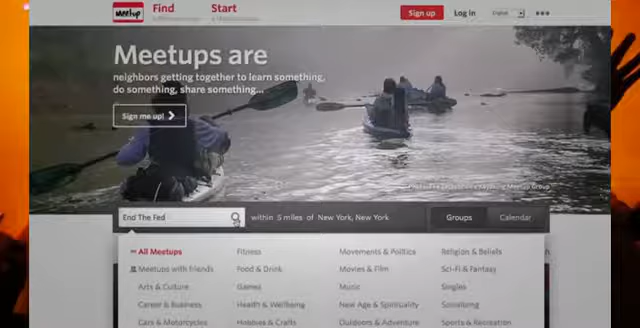 Meetup Find Start Sign up Log in English
Meetups are
neighbors getting together to learn something,
do something, share something...
Sign me up!
End The Fed within 5 miles of New York, New York Groups Calendar
All Meetups Fitness Movements & Politics Religion & Beliefs
Meetups with friends Food & Drink Movies & Film Sci-Fi & Fantasy
Arts & Culture Games Music Singles
Career & Business Health & Wellbeing New Age & Spirituality Socializing
Cars & Motorcycles Hobbies & Crafts Outdoors & Adventure Sports & Recreation